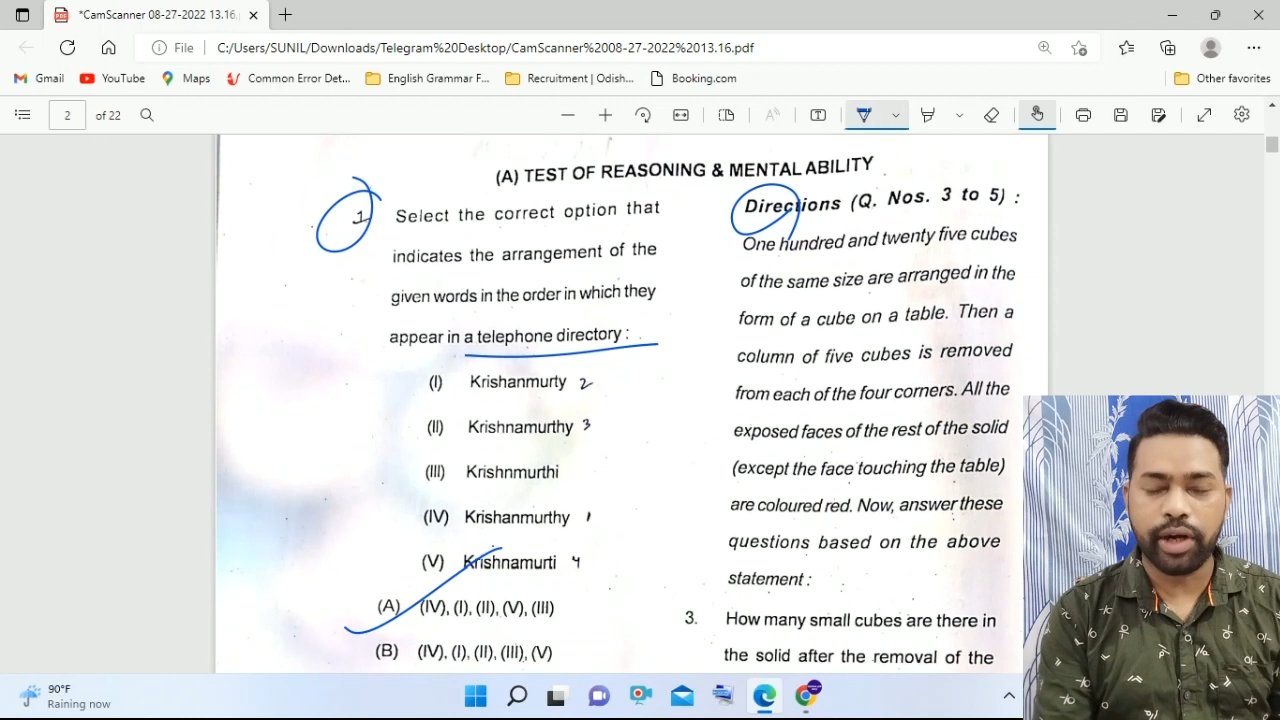 *CamScanner 08-27-2022 13.16.
File
C:/Users/SUNIL/Downloads/Telegram%20Desktop/CamScanner%2008-27-2022%2013.16.pdf
Gmail
YouTube
Maps
Common Error Det...
English Grammar F...
Recruitment | Odish...
Booking.com
Other favorites
2
of 22
(A) TEST OF REASONING & MENTAL ABILITY
1
Select the correct option that
indicates the arrangement of the
given words in the order in which they
appear in a telephone directory :
(I) Krishanmurty 2
(II) Krishnamurthy 3
(III) Krishnmurthi
(IV) Krishanmurthy 1
(V) Krishnamurti 4
(A) (IV), (I), (II), (V), (III)
(B) (IV), (I), (II), (III), (V)
Directions (Q. Nos. 3 to 5) :
One hundred and twenty five cubes
of the same size are arranged in the
form of a cube on a table. Then a
column of five cubes is removed
from each of the four corners. All the
exposed faces of the rest of the solid
(except the face touching the table)
are coloured red. Now, answer these
questions based on the above
statement :
3. How many small cubes are there in
the solid after the removal of the
90°F
Raining now